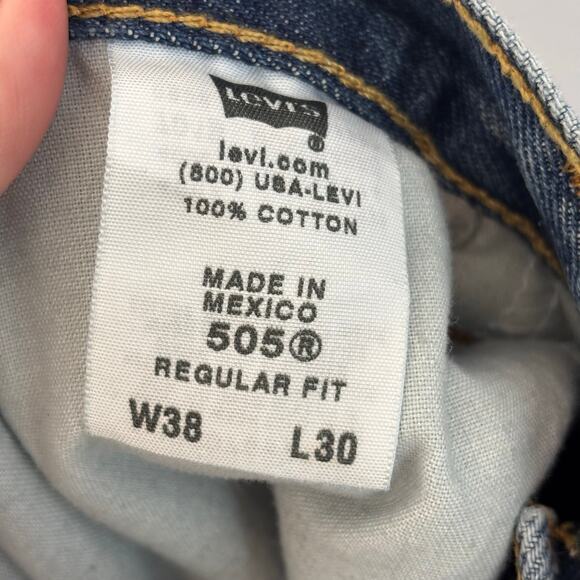 LEVI'S
®
levi.com
(800) USA-LEVI
100% COTTON
MADE IN
MEXICO
505®
REGULAR FIT
W38 L30